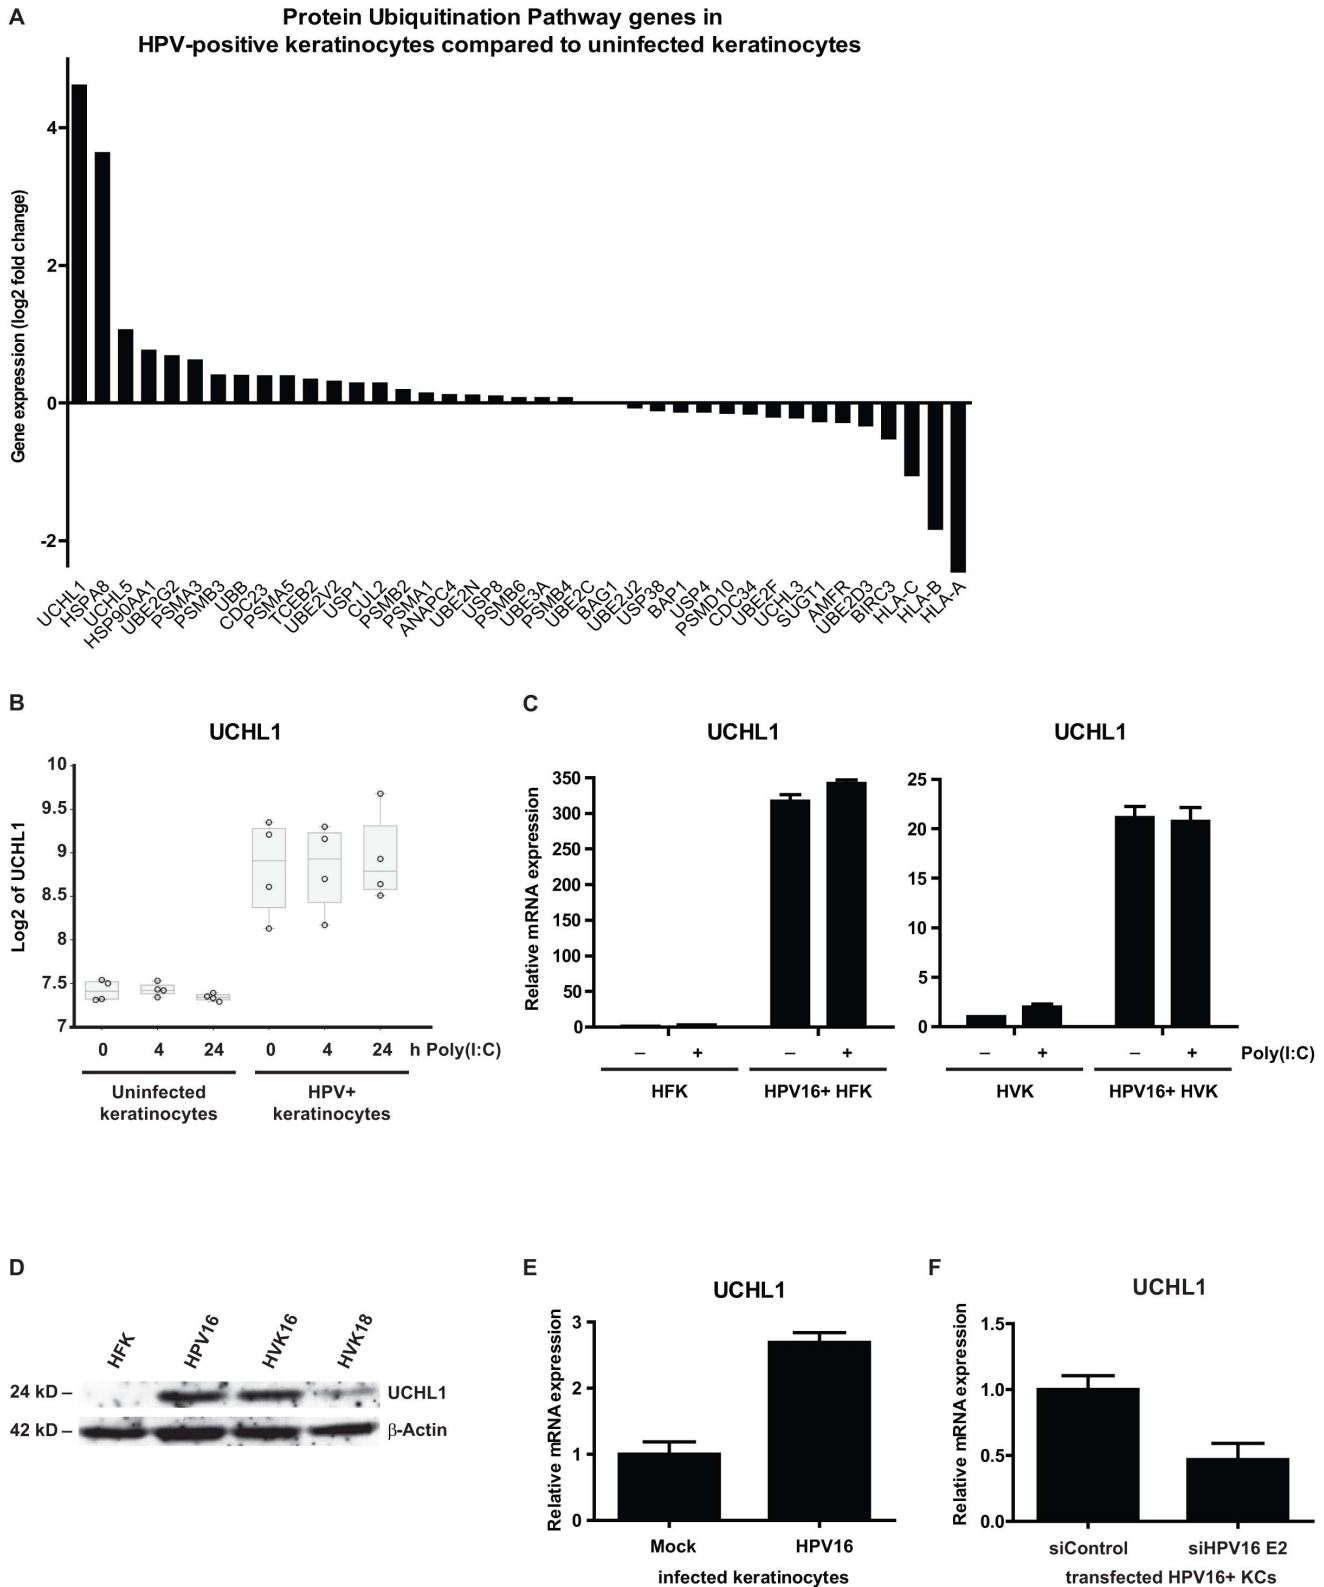 A
Protein Ubiquitination Pathway genes in
HPV-positive keratinocytes compared to uninfected keratinocytes
Gene expression (log2 fold change)
4
2
0
-2
UCHL1
HSPA8
UCHL5
HSP90AA1
UBE2G2
PSMA3
PSMB3
UBB
CDC23
PSMA5
TCEB2
UBE2V2
USP1
CUL2
PSMB2
PSMA1
ANAPC4
UBE2N
USP8
PSMB6
UBE3A
PSMB4
UBE2C
BAG1
UBE2J2
USP38
BAP1
USP4
PSMD10
CDC34
UBE2F
UCHL3
SUGT1
AMFR
UBE2D3
BIRC3
HLA-C
HLA-B
HLA-A
B
UCHL1
Log2 of UCHL1
10
9.5
9
8.5
8
7.5
7
0 4 24 0 4 24 h Poly(I:C)
Uninfected
keratinocytes
HPV+
keratinocytes
C
UCHL1
Relative mRNA expression
350
300
250
200
150
100
50
0
– + – +
HFK HPV16+ HFK
UCHL1
25
20
15
10
5
0
– + – + Poly(I:C)
HVK HPV16+ HVK
D
HFK
HPV16
HVK16
HVK18
24 kD – UCHL1
42 kD – β-Actin
E
UCHL1
Relative mRNA expression
3
2
1
0
Mock HPV16
infected keratinocytes
F
UCHL1
Relative mRNA expression
1.5
1.0
0.5
0.0
siControl siHPV16 E2
transfected HPV16+ KCs